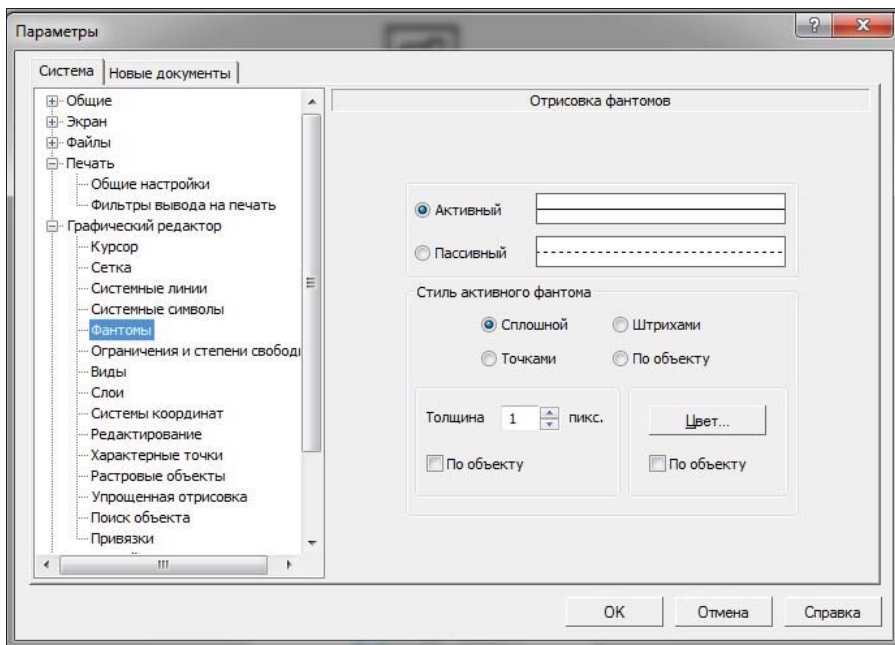 Параметры
Система
Новые документы
Общие
Экран
Файлы
Печать
Общие настройки
Фильтры вывода на печать
Графический редактор
Курсор
Сетка
Системные линии
Системные символы
Фантомы
Ограничения и степени свободы
Виды
Слои
Системы координат
Редактирование
Характерные точки
Растровые объекты
Упрощенная отрисовка
Поиск объекта
Привязки
Отрисовка фантомов
Активный
Пассивный
Стиль активного фантома
Сплошной
Штрихами
Точками
По объекту
Толщина 1 пикс.
По объекту
Цвет...
По объекту
OK
Отмена
Справка